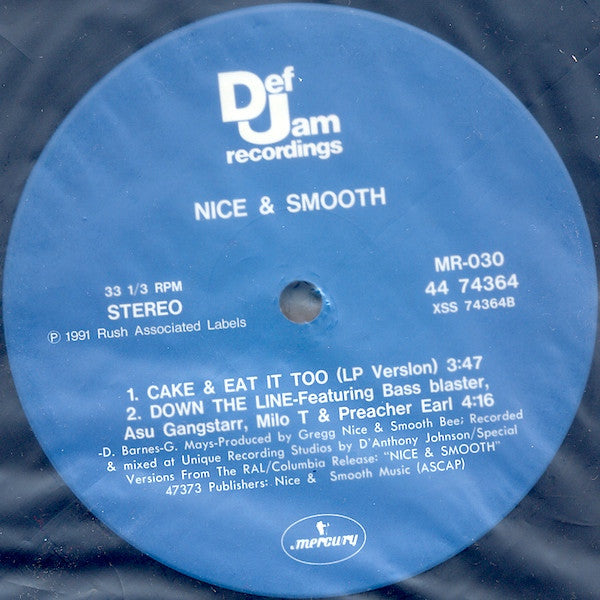 Def
Jam
recordings
NICE & SMOOTH
33 1/3 RPM
STEREO
℗ 1991 Rush Associated Labels
MR-030
44 74364
XSS 74364B
1. CAKE & EAT IT TOO (LP Version) 3:47
2. DOWN THE LINE-Featuring Bass blaster,
Asu Gangstarr, Milo T & Preacher Earl 4:16
-D. Barnes-G. Mays-Produced by Gregg Nice & Smooth Bee; Recorded
& mixed at Unique Recording Studios by D'Anthony Johnson/Special
Versions From The RAL/Columbia Release: "NICE & SMOOTH"
47373 Publishers: Nice & Smooth Music (ASCAP)
mercury